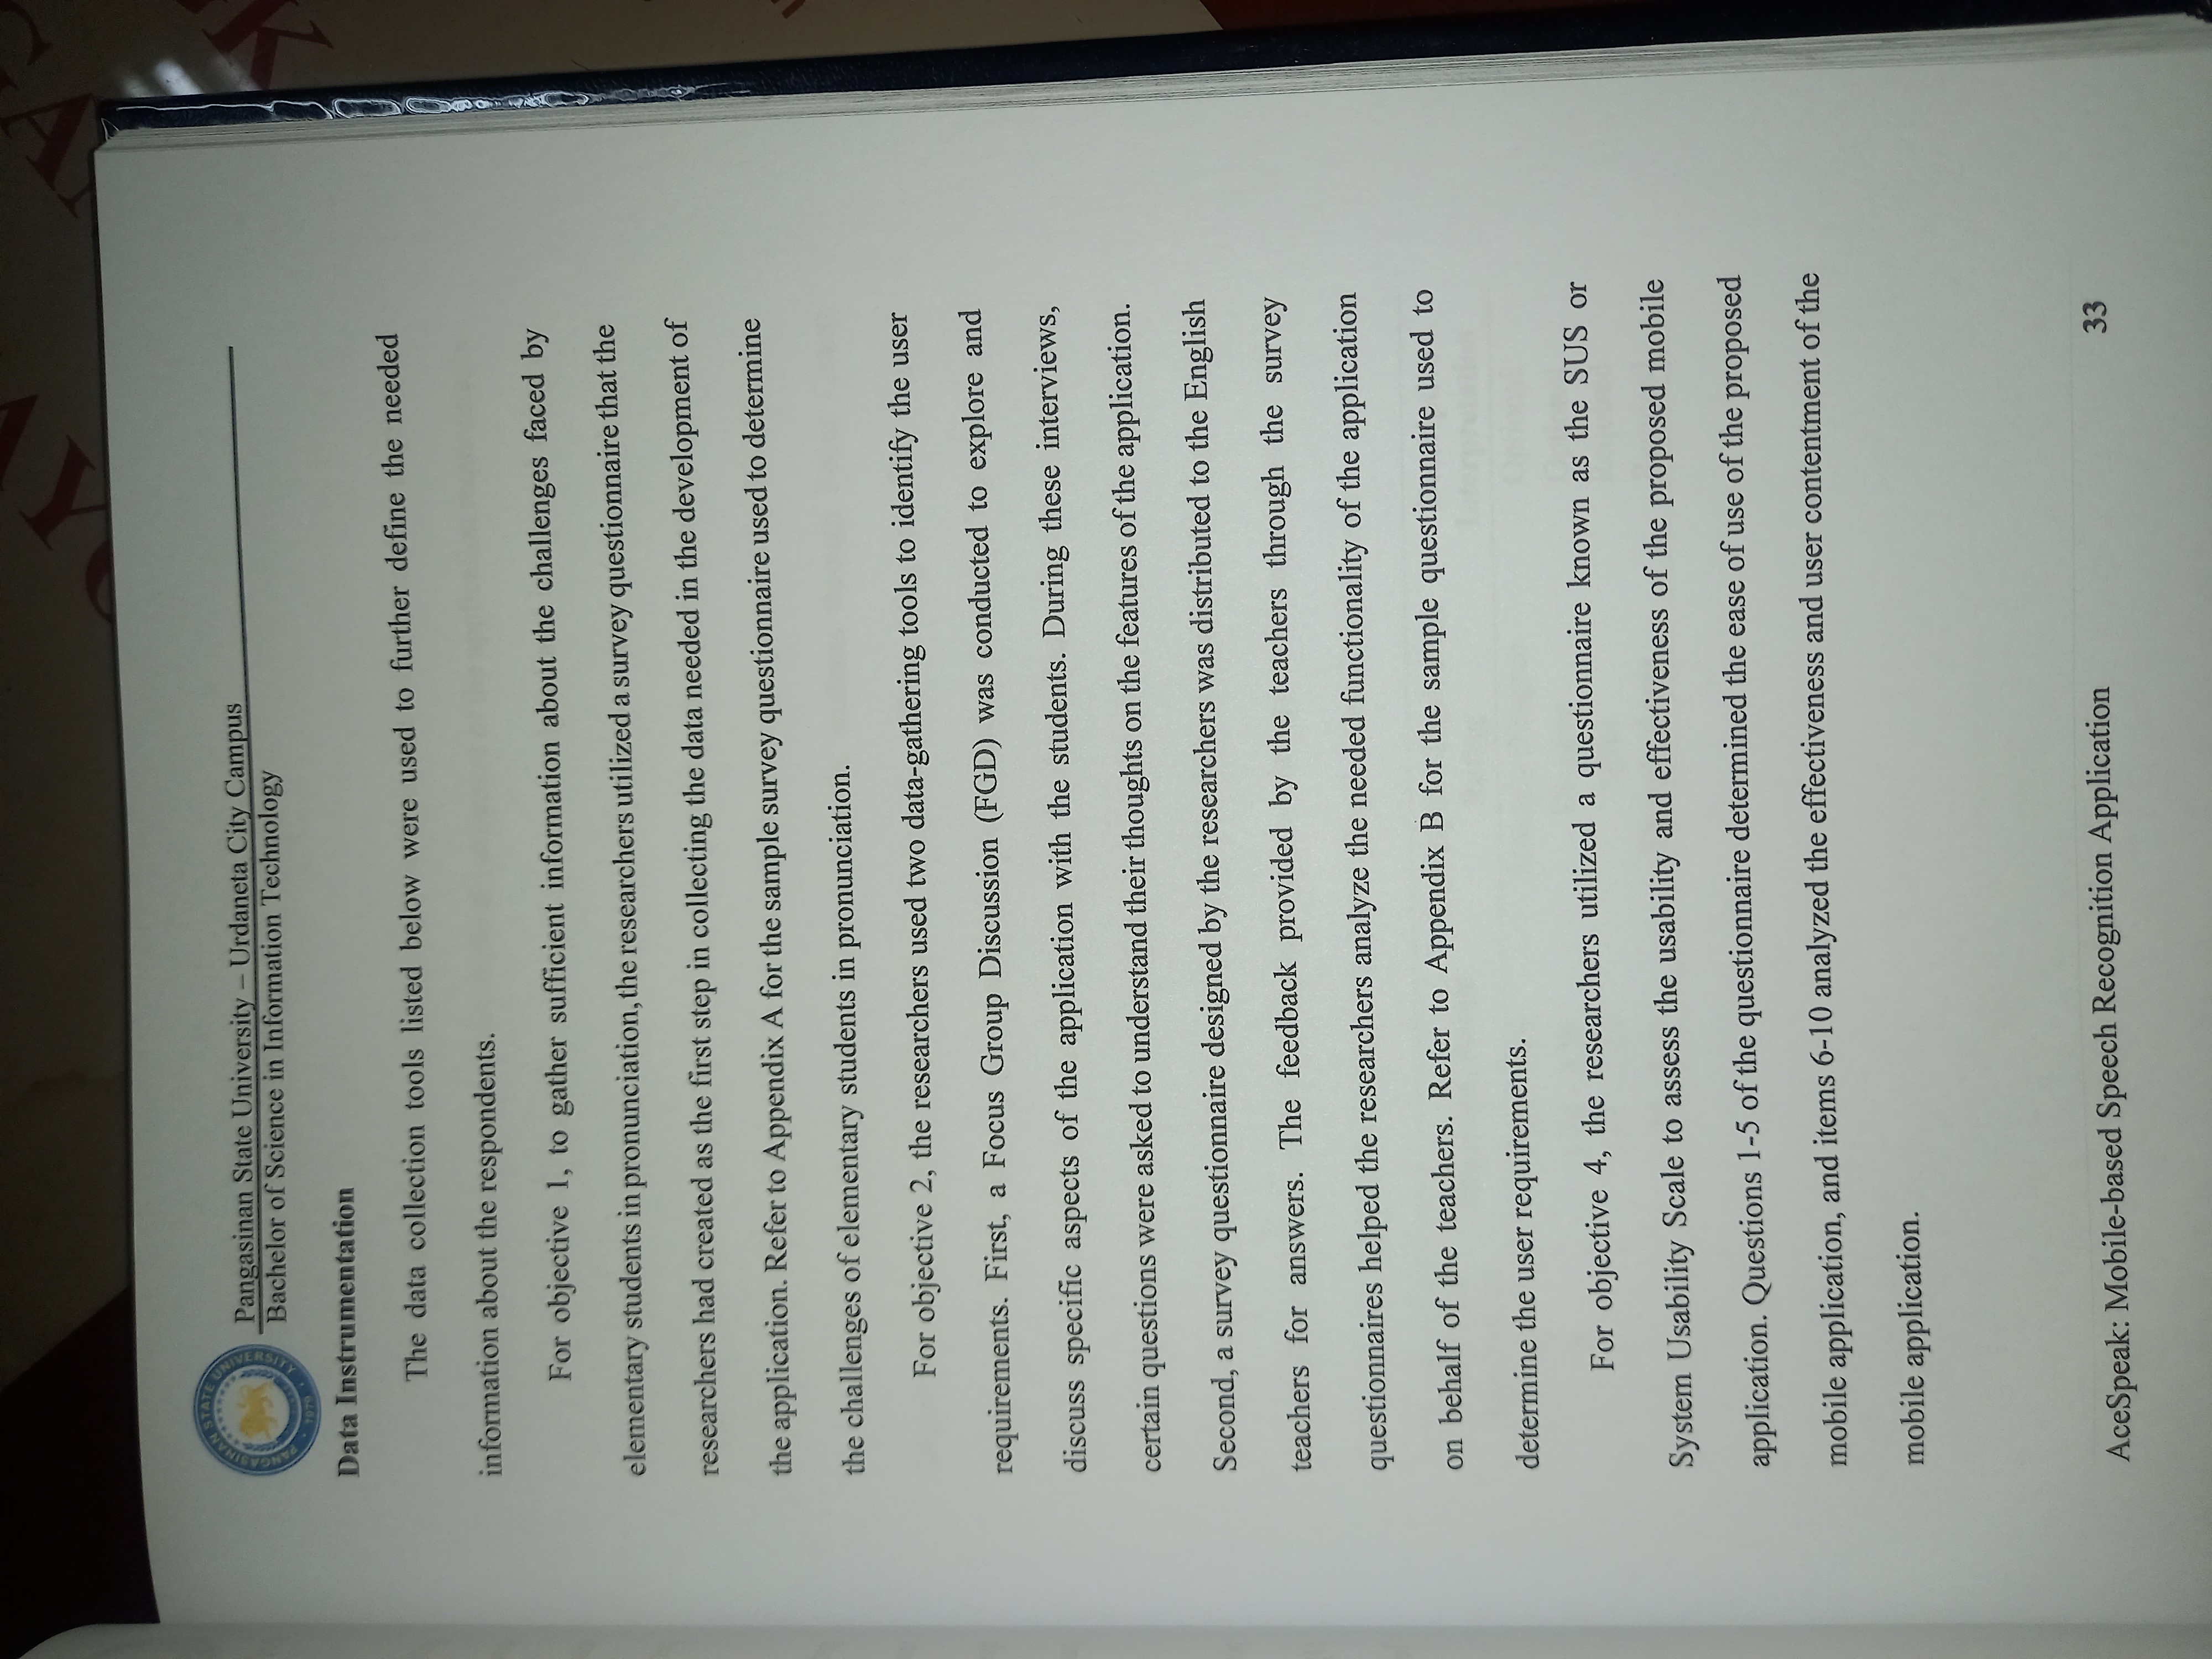 PANGASINAN STATE UNIVERSITY
1979
Pangasinan State University – Urdaneta City Campus
Bachelor of Science in Information Technology
Data Instrumentation
The data collection tools listed below were used to further define the needed
information about the respondents.
For objective 1, to gather sufficient information about the challenges faced by
elementary students in pronunciation, the researchers utilized a survey questionnaire that the
researchers had created as the first step in collecting the data needed in the development of
the application. Refer to Appendix A for the sample survey questionnaire used to determine
the challenges of elementary students in pronunciation.
For objective 2, the researchers used two data-gathering tools to identify the user
requirements. First, a Focus Group Discussion (FGD) was conducted to explore and
discuss specific aspects of the application with the students. During these interviews,
certain questions were asked to understand their thoughts on the features of the application.
Second, a survey questionnaire designed by the researchers was distributed to the English
teachers for answers. The feedback provided by the teachers through the survey
questionnaires helped the researchers analyze the needed functionality of the application
on behalf of the teachers. Refer to Appendix B for the sample questionnaire used to
determine the user requirements.
For objective 4, the researchers utilized a questionnaire known as the SUS or
System Usability Scale to assess the usability and effectiveness of the proposed mobile
application. Questions 1-5 of the questionnaire determined the ease of use of the proposed
mobile application, and items 6-10 analyzed the effectiveness and user contentment of the
mobile application.
AceSpeak: Mobile-based Speech Recognition Application
33